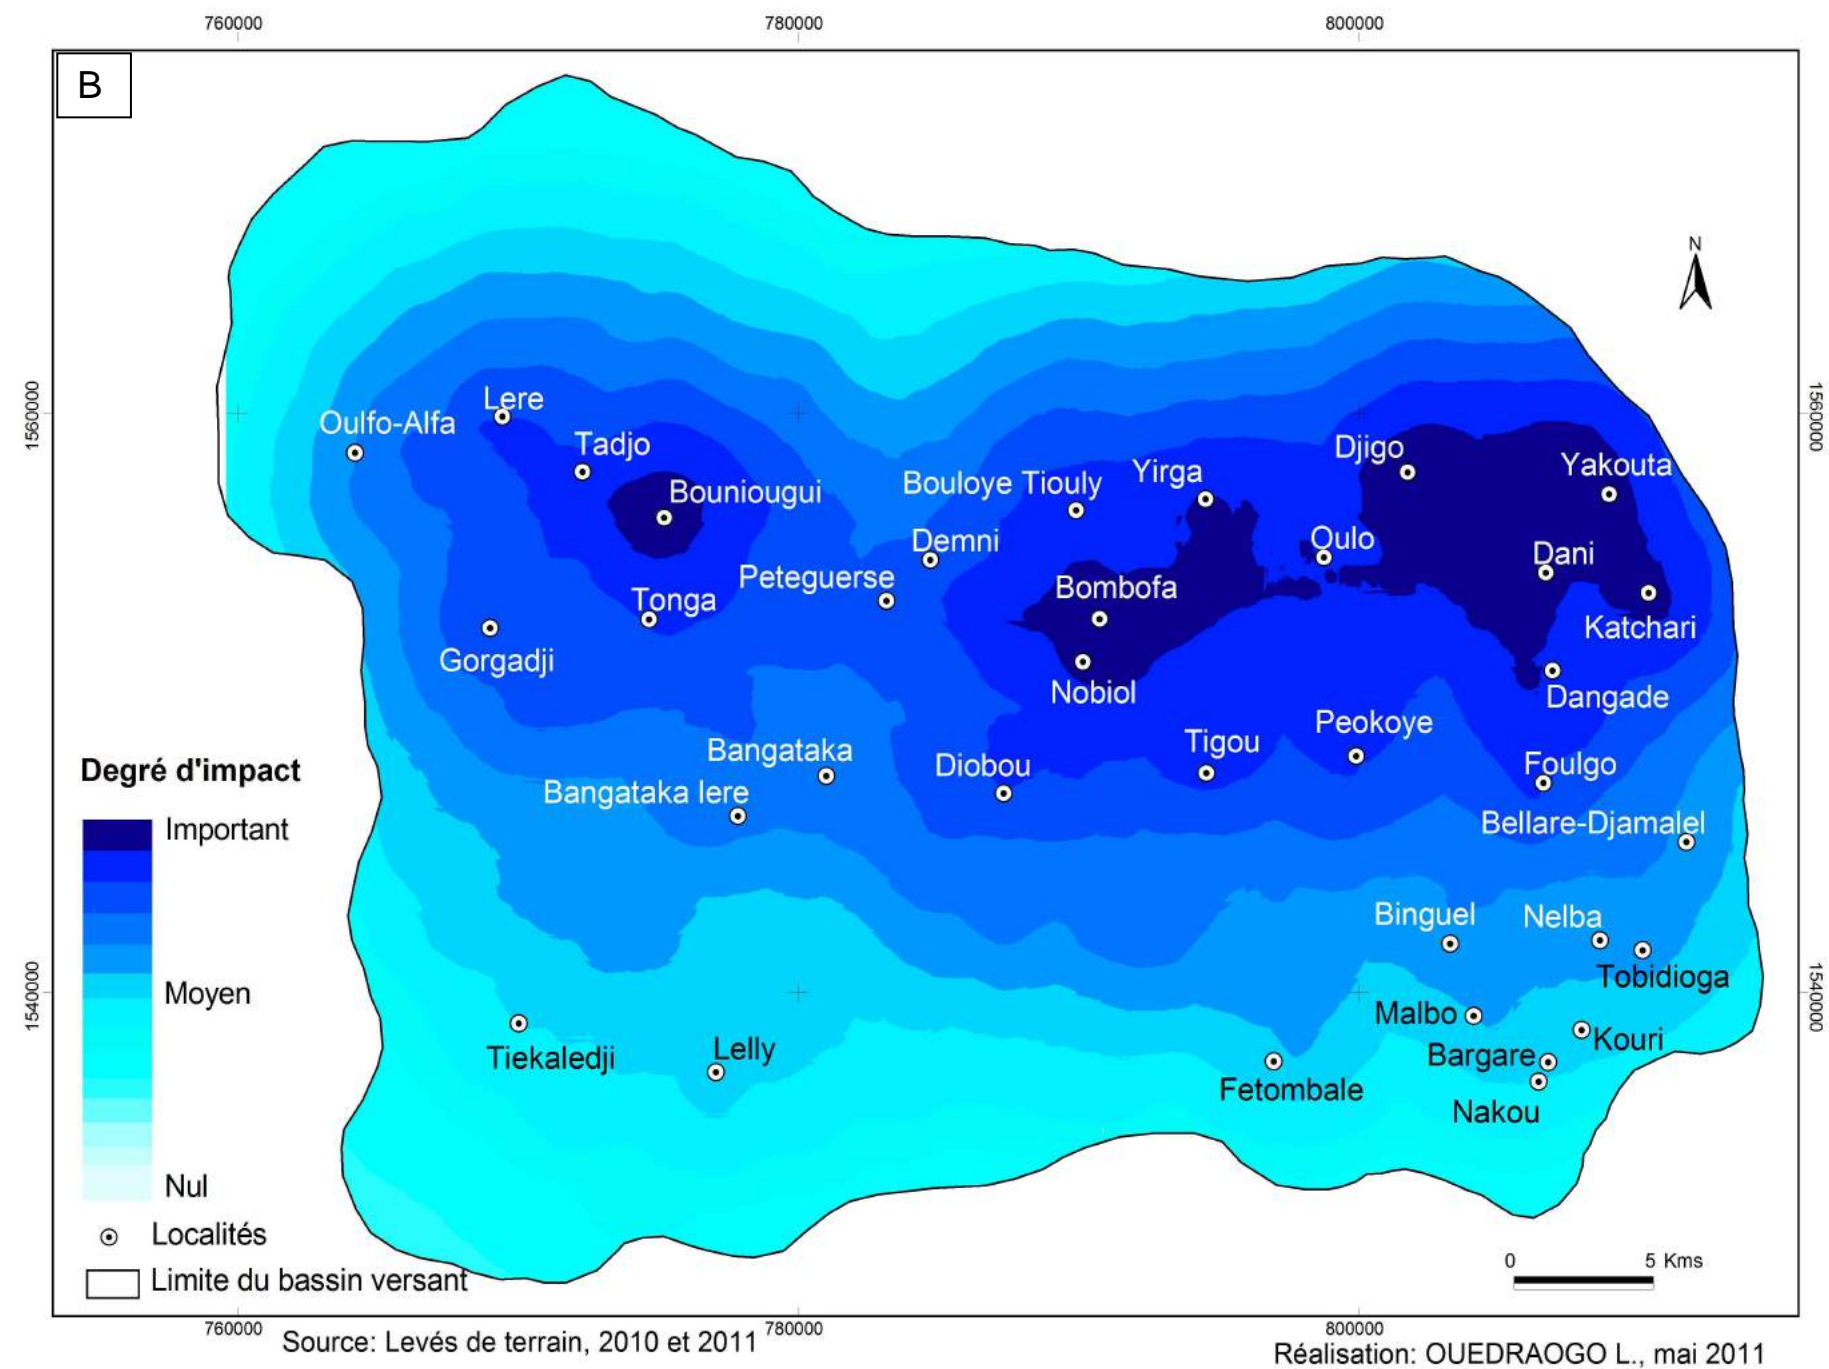 760000 780000 800000
B
N
Lere
Oulfo-Alfa
1560000
1560000
Tadjo
Djigo
Yakouta
Yirga
Bouloye Tiouly
Bouniougui
Oulo
Demni
Dani
Peteguerse
Bombofa
Tonga
Katchari
Gorgadji
Nobiol
Dangade
Peokoye
Tigou
Bangataka
Diobou
Foulgo
Degré d'impact
Bangataka Iere
Bellare-Djamalel
Important
Binguel
Nelba
Tobidioga
Moyen
1540000
1540000
Malbo
Kouri
Tiekaledji
Lelly
Bargare
Fetombale
Nakou
Nul
Localités
0 5 Kms
Limite du bassin versant
760000 780000 800000
Source: Levés de terrain, 2010 et 2011
Réalisation: OUEDRAOGO L., mai 2011